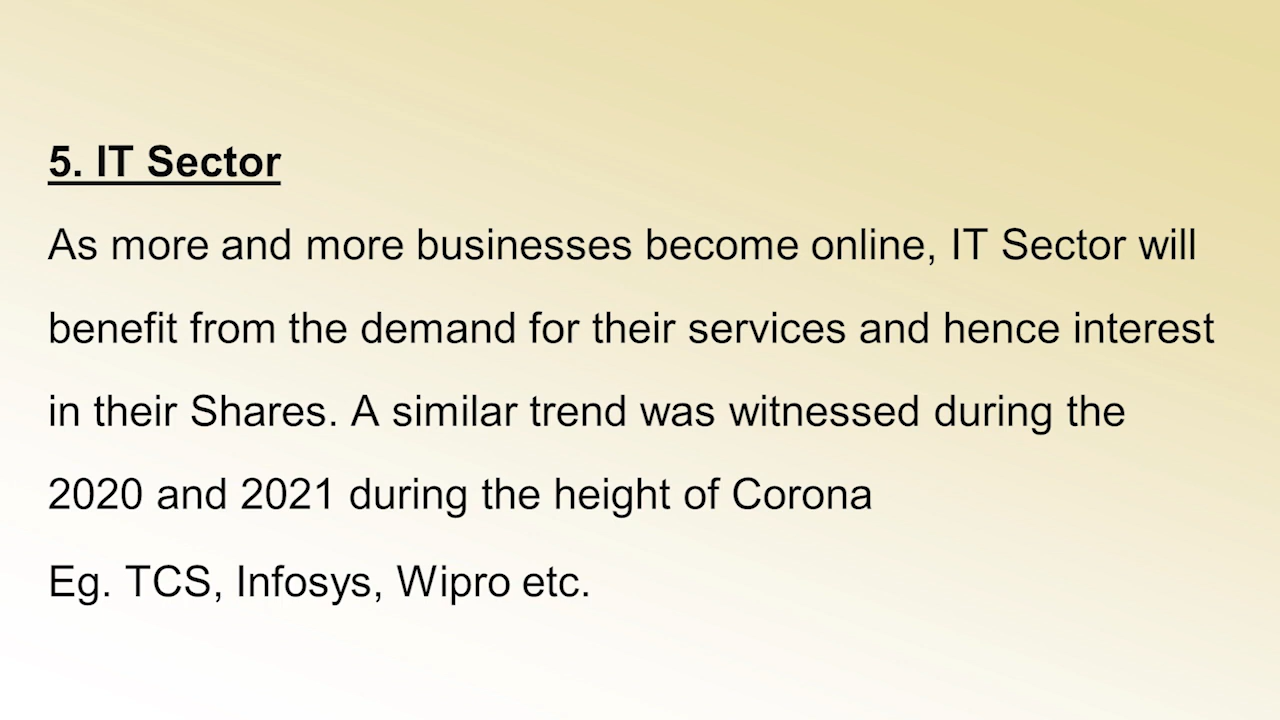 5. IT Sector
As more and more businesses become online, IT Sector will
benefit from the demand for their services and hence interest
in their Shares. A similar trend was witnessed during the
2020 and 2021 during the height of Corona
Eg. TCS, Infosys, Wipro etc.